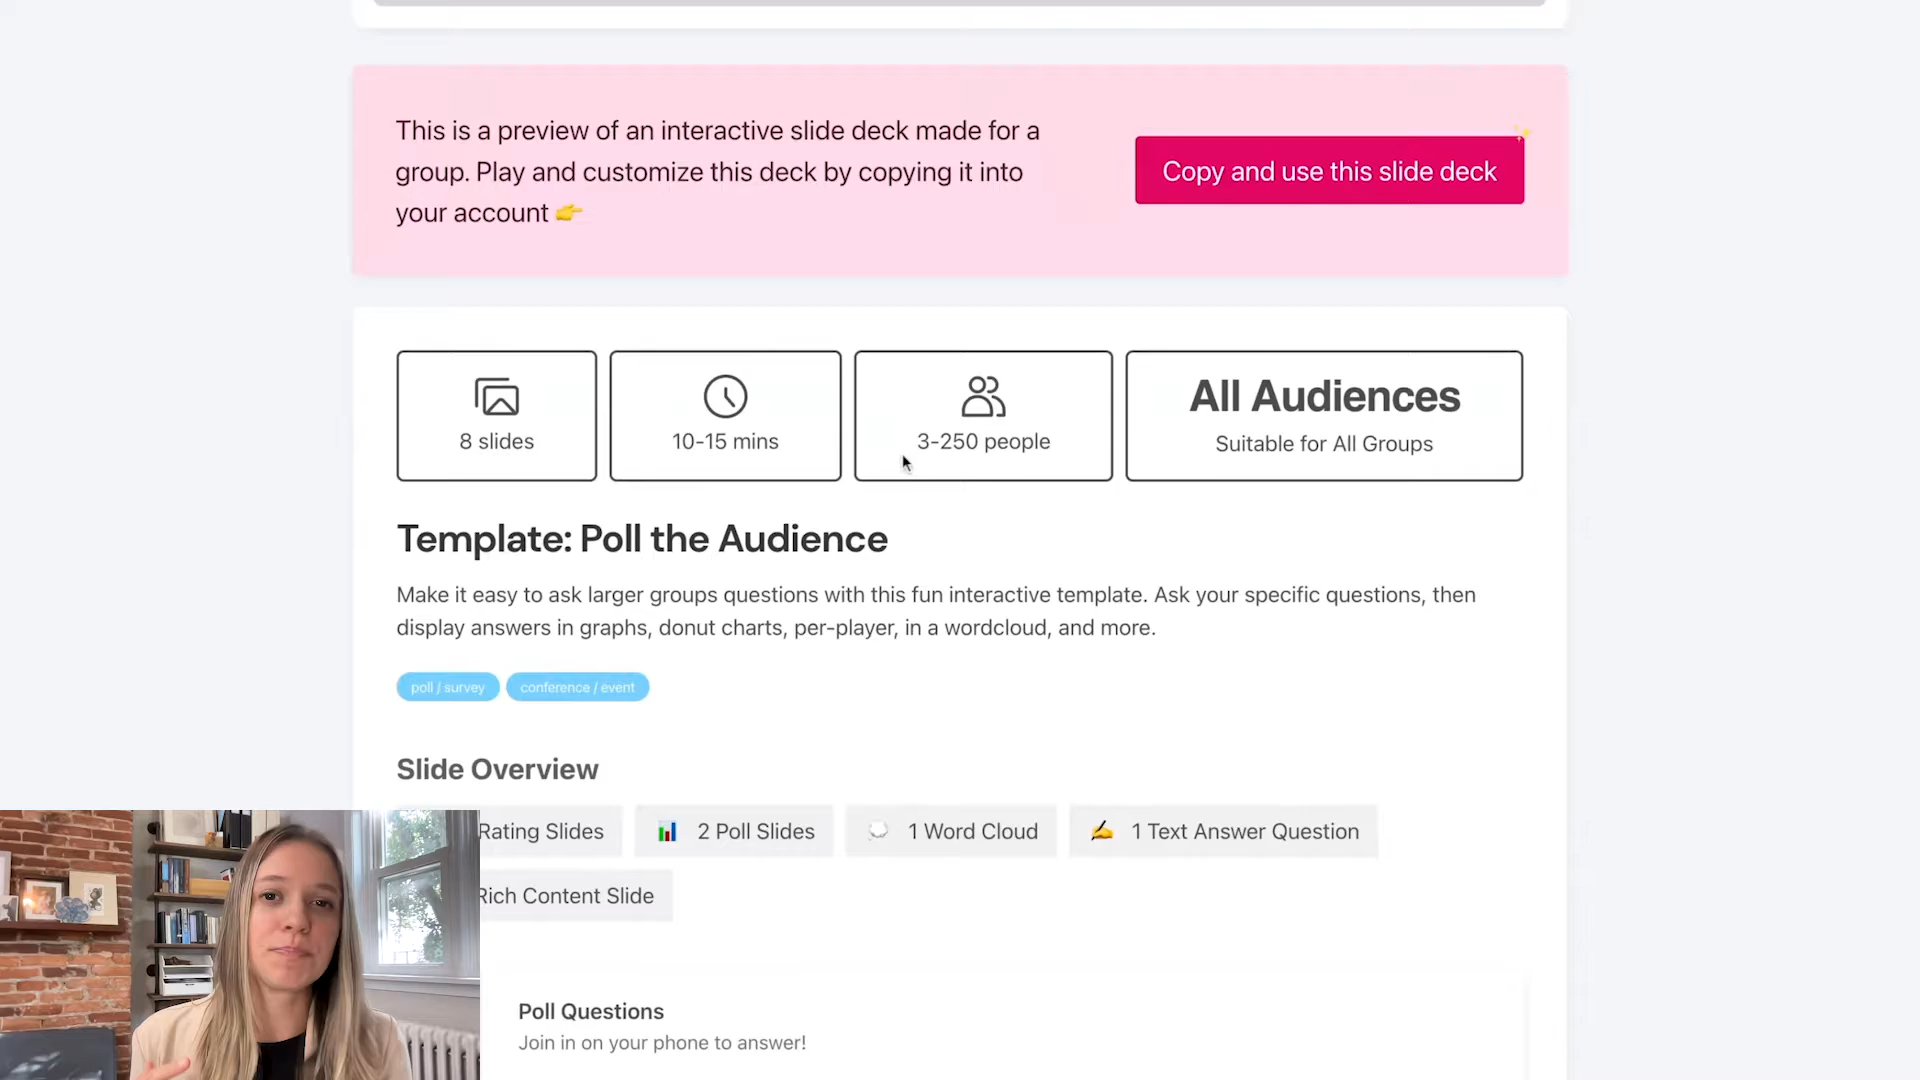 This is a preview of an interactive slide deck made for a
group. Play and customize this deck by copying it into
your account 👉
Copy and use this slide deck
8 slides
10-15 mins
3-250 people
All Audiences
Suitable for All Groups
Template: Poll the Audience
Make it easy to ask larger groups questions with this fun interactive template. Ask your specific questions, then
display answers in graphs, donut charts, per-player, in a wordcloud, and more.
poll / survey
conference / event
Slide Overview
Rating Slides
2 Poll Slides
1 Word Cloud
1 Text Answer Question
Rich Content Slide
Poll Questions
Join in on your phone to answer!